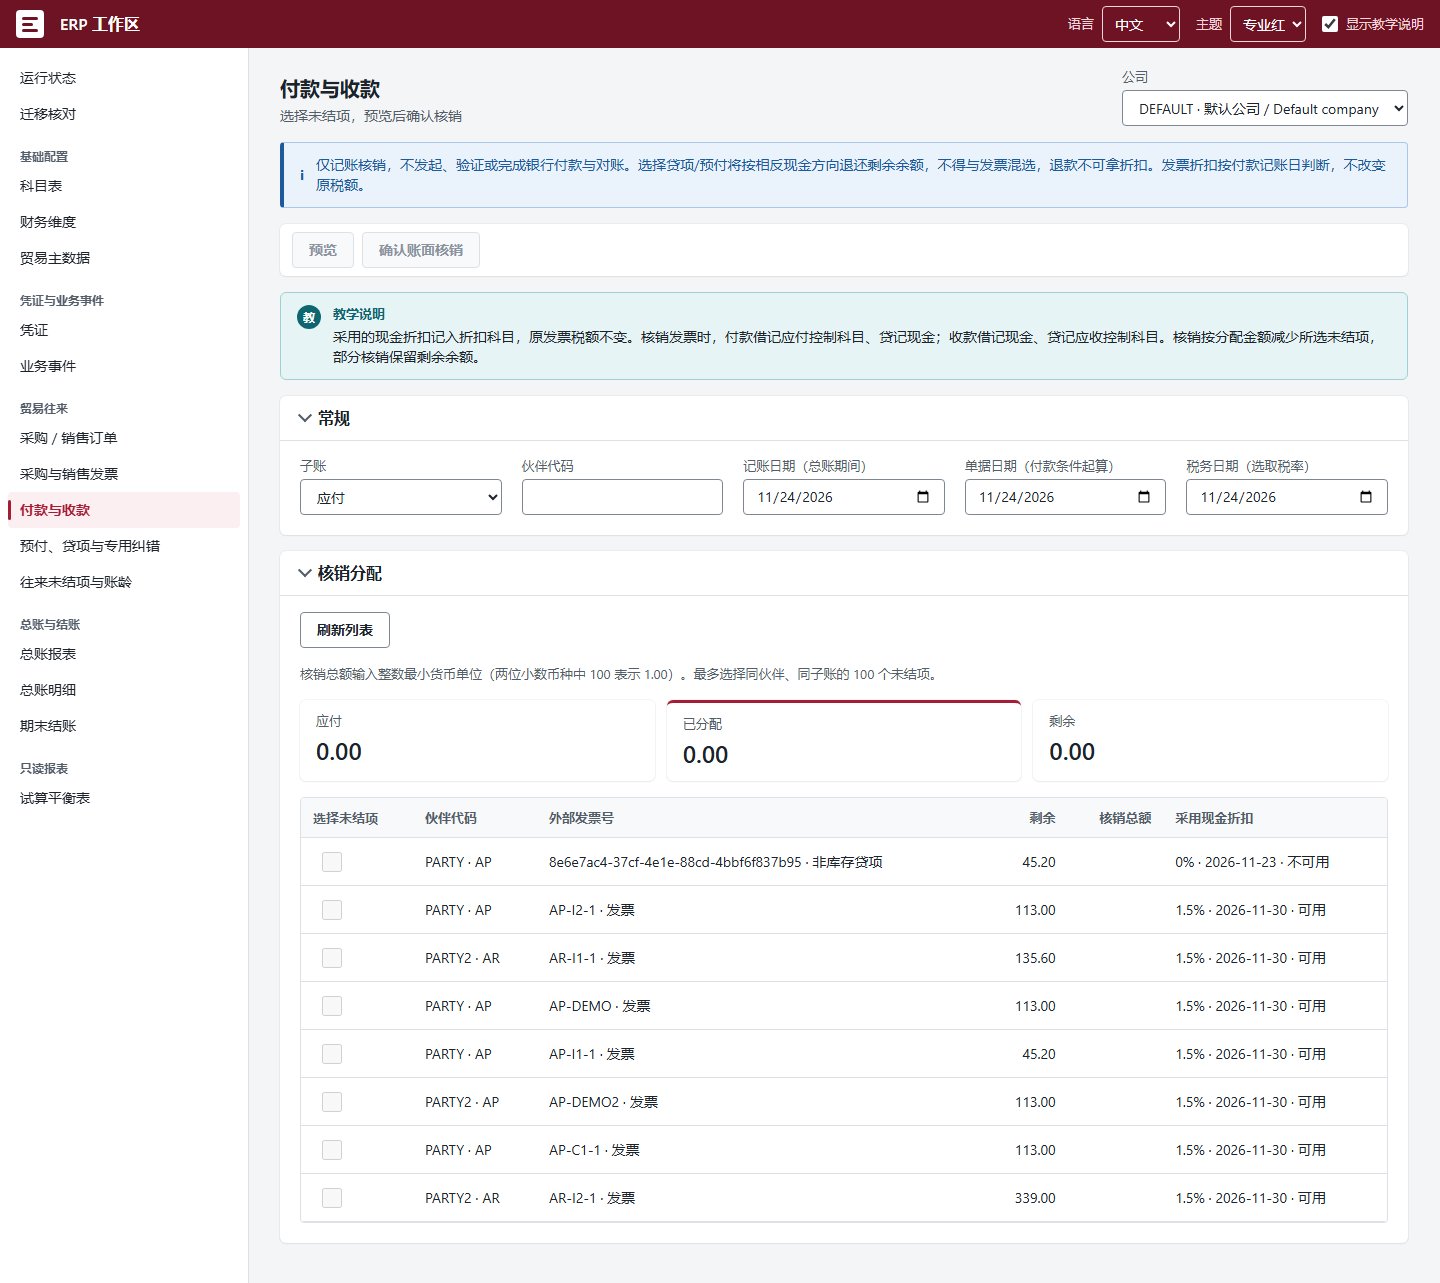 ERP 工作区
语言 中文 主题 专业红 显示教学说明
运行状态
迁移核对
基础配置
科目表
财务维度
贸易主数据
凭证与业务事件
凭证
业务事件
贸易往来
采购 / 销售订单
采购与销售发票
付款与收款
预付、贷项与专用纠错
往来未结项与账龄
总账与结账
总账报表
总账明细
期末结账
只读报表
试算平衡表
付款与收款
选择未结项，预览后确认核销
公司
DEFAULT · 默认公司 / Default company
仅记账核销，不发起、验证或完成银行付款与对账。选择贷项/预付将按相反现金方向退还剩余余额，不得与发票混选，退款不可拿折扣。发票折扣按付款记账日判断，不改变
原税额。
预览 确认账面核销
教 教学说明
采用的现金折扣记入折扣科目，原发票税额不变。核销发票时，付款借记应付控制科目、贷记现金；收款借记现金、贷记应收控制科目。核销按分配金额减少所选未结项，
部分核销保留剩余余额。
常规
子账 伙伴代码 记账日期（总账期间） 单据日期（付款条件起算） 税务日期（选取税率）
应付 11/24/2026 11/24/2026 11/24/2026
核销分配
刷新列表
核销总额输入整数最小货币单位（两位小数币种中 100 表示 1.00）。最多选择同伙伴、同子账的 100 个未结项。
应付 已分配 剩余
0.00 0.00 0.00
选择未结项 伙伴代码 外部发票号 剩余 核销总额 采用现金折扣
PARTY · AP 8e6e7ac4-37cf-4e1e-88cd-4bbf6f837b95 · 非库存贷项 45.20 0% · 2026-11-23 · 不可用
PARTY · AP AP-I2-1 · 发票 113.00 1.5% · 2026-11-30 · 可用
PARTY2 · AR AR-I1-1 · 发票 135.60 1.5% · 2026-11-30 · 可用
PARTY · AP AP-DEMO · 发票 113.00 1.5% · 2026-11-30 · 可用
PARTY · AP AP-I1-1 · 发票 45.20 1.5% · 2026-11-30 · 可用
PARTY2 · AP AP-DEMO2 · 发票 113.00 1.5% · 2026-11-30 · 可用
PARTY · AP AP-C1-1 · 发票 113.00 1.5% · 2026-11-30 · 可用
PARTY2 · AR AR-I2-1 · 发票 339.00 1.5% · 2026-11-30 · 可用